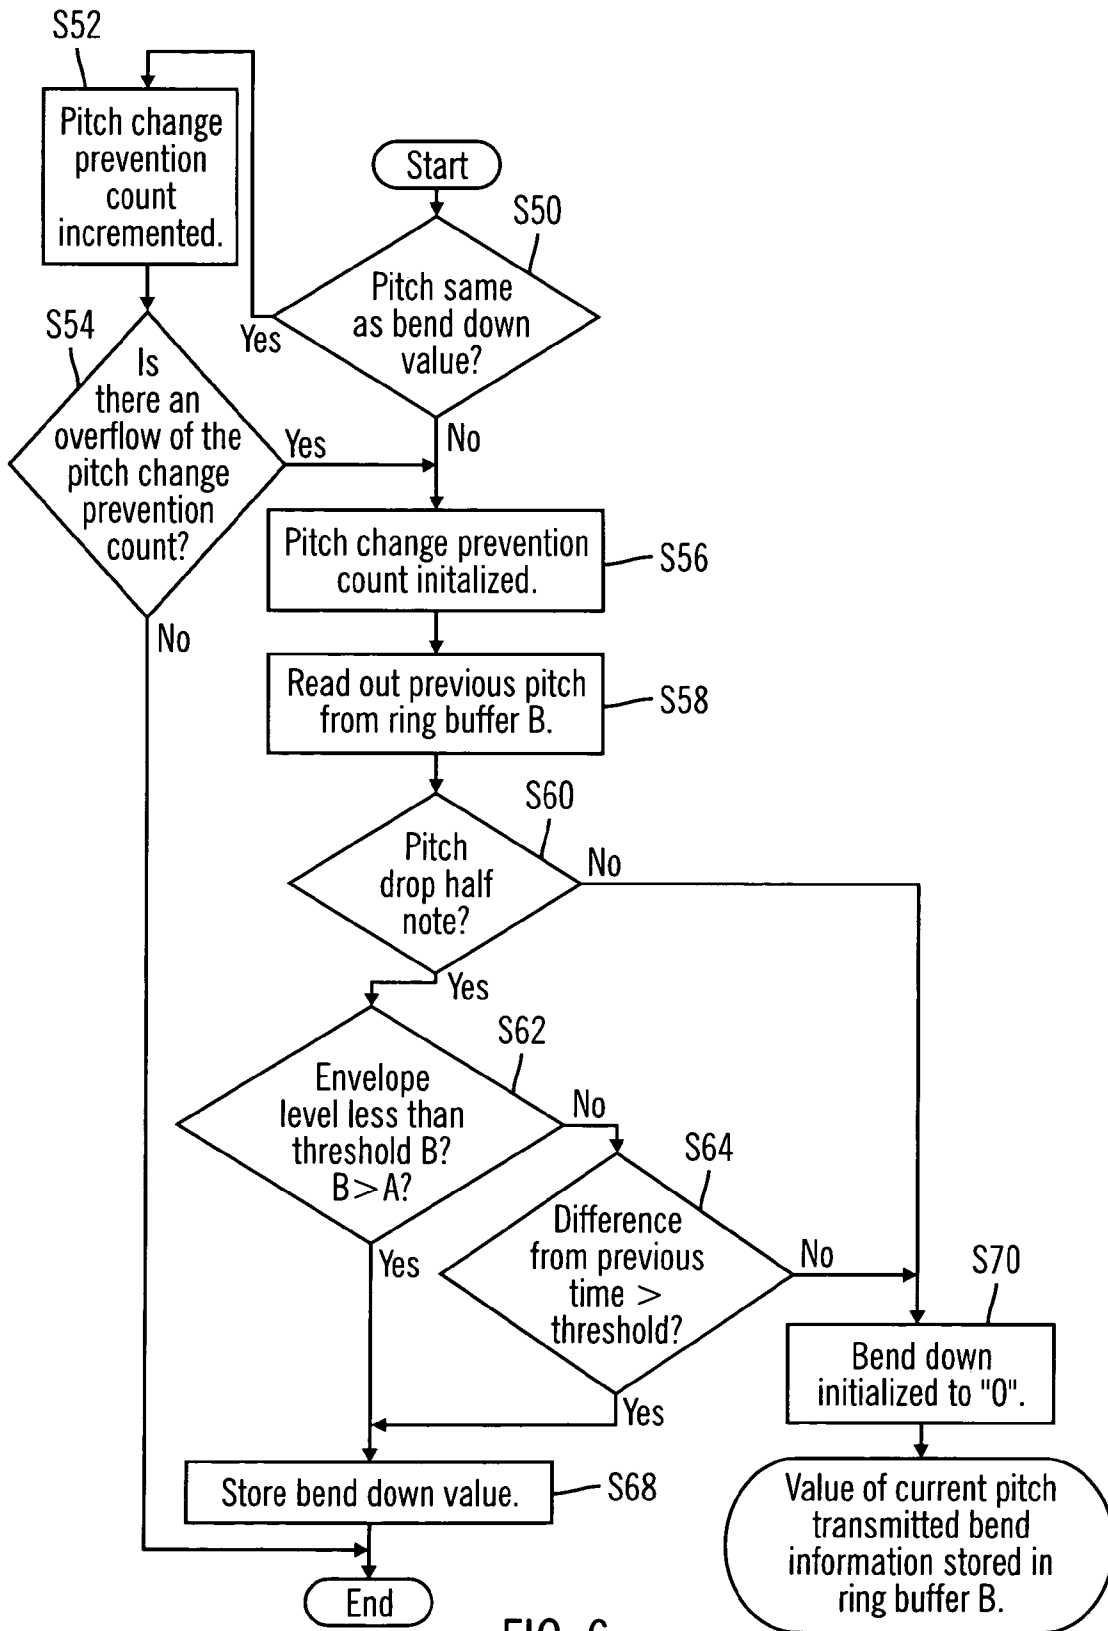 S52
Pitch change
prevention
count
incremented.
Start
S50
Pitch same
as bend down
value?
Yes
No
S54
Is
there an
overflow of the
pitch change
prevention
count?
Yes
No
Pitch change prevention
count initalized.
S56
Read out previous pitch
from ring buffer B.
S58
S60
Pitch
drop half
note?
No
Yes
S62
Envelope
level less than
threshold B?
B>A?
No
Yes
S64
Difference
from previous
time >
threshold?
No
Yes
S70
Bend down
initialized to "0".
Store bend down value.
S68
Value of current pitch
transmitted bend
information stored in
ring buffer B.
End
FIG. 6